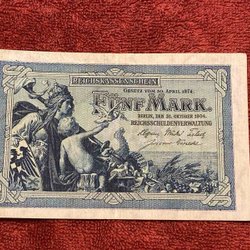 REICHSKASSENSCHEIN
GESETZ VOM 30. APRIL 1874.
FÜNF MARK
BERLIN, DEN 31. OKTOBER 1904.
REICHSSCHULDENVERWALTUNG